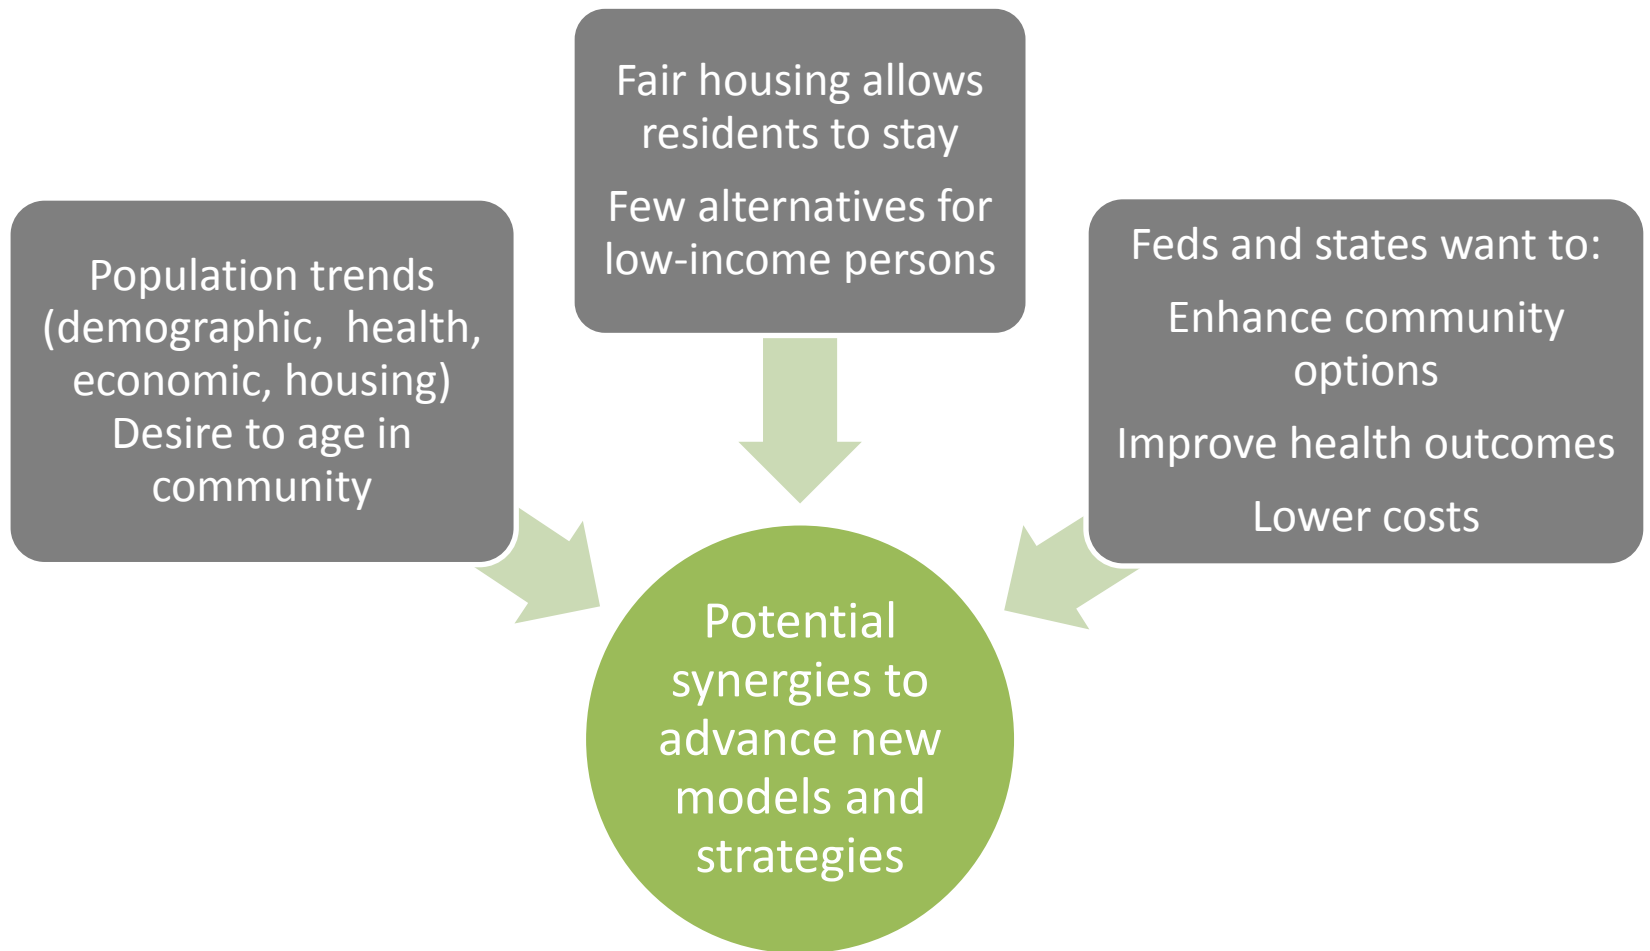 Fair housing allows
residents to stay
Few alternatives for
low-income persons
Population trends
(demographic,  health,
economic, housing)
Desire to age in
community
Feds and states want to:
Enhance community
options
Improve health outcomes
Lower costs
Potential
synergies to
advance new
models and
strategies